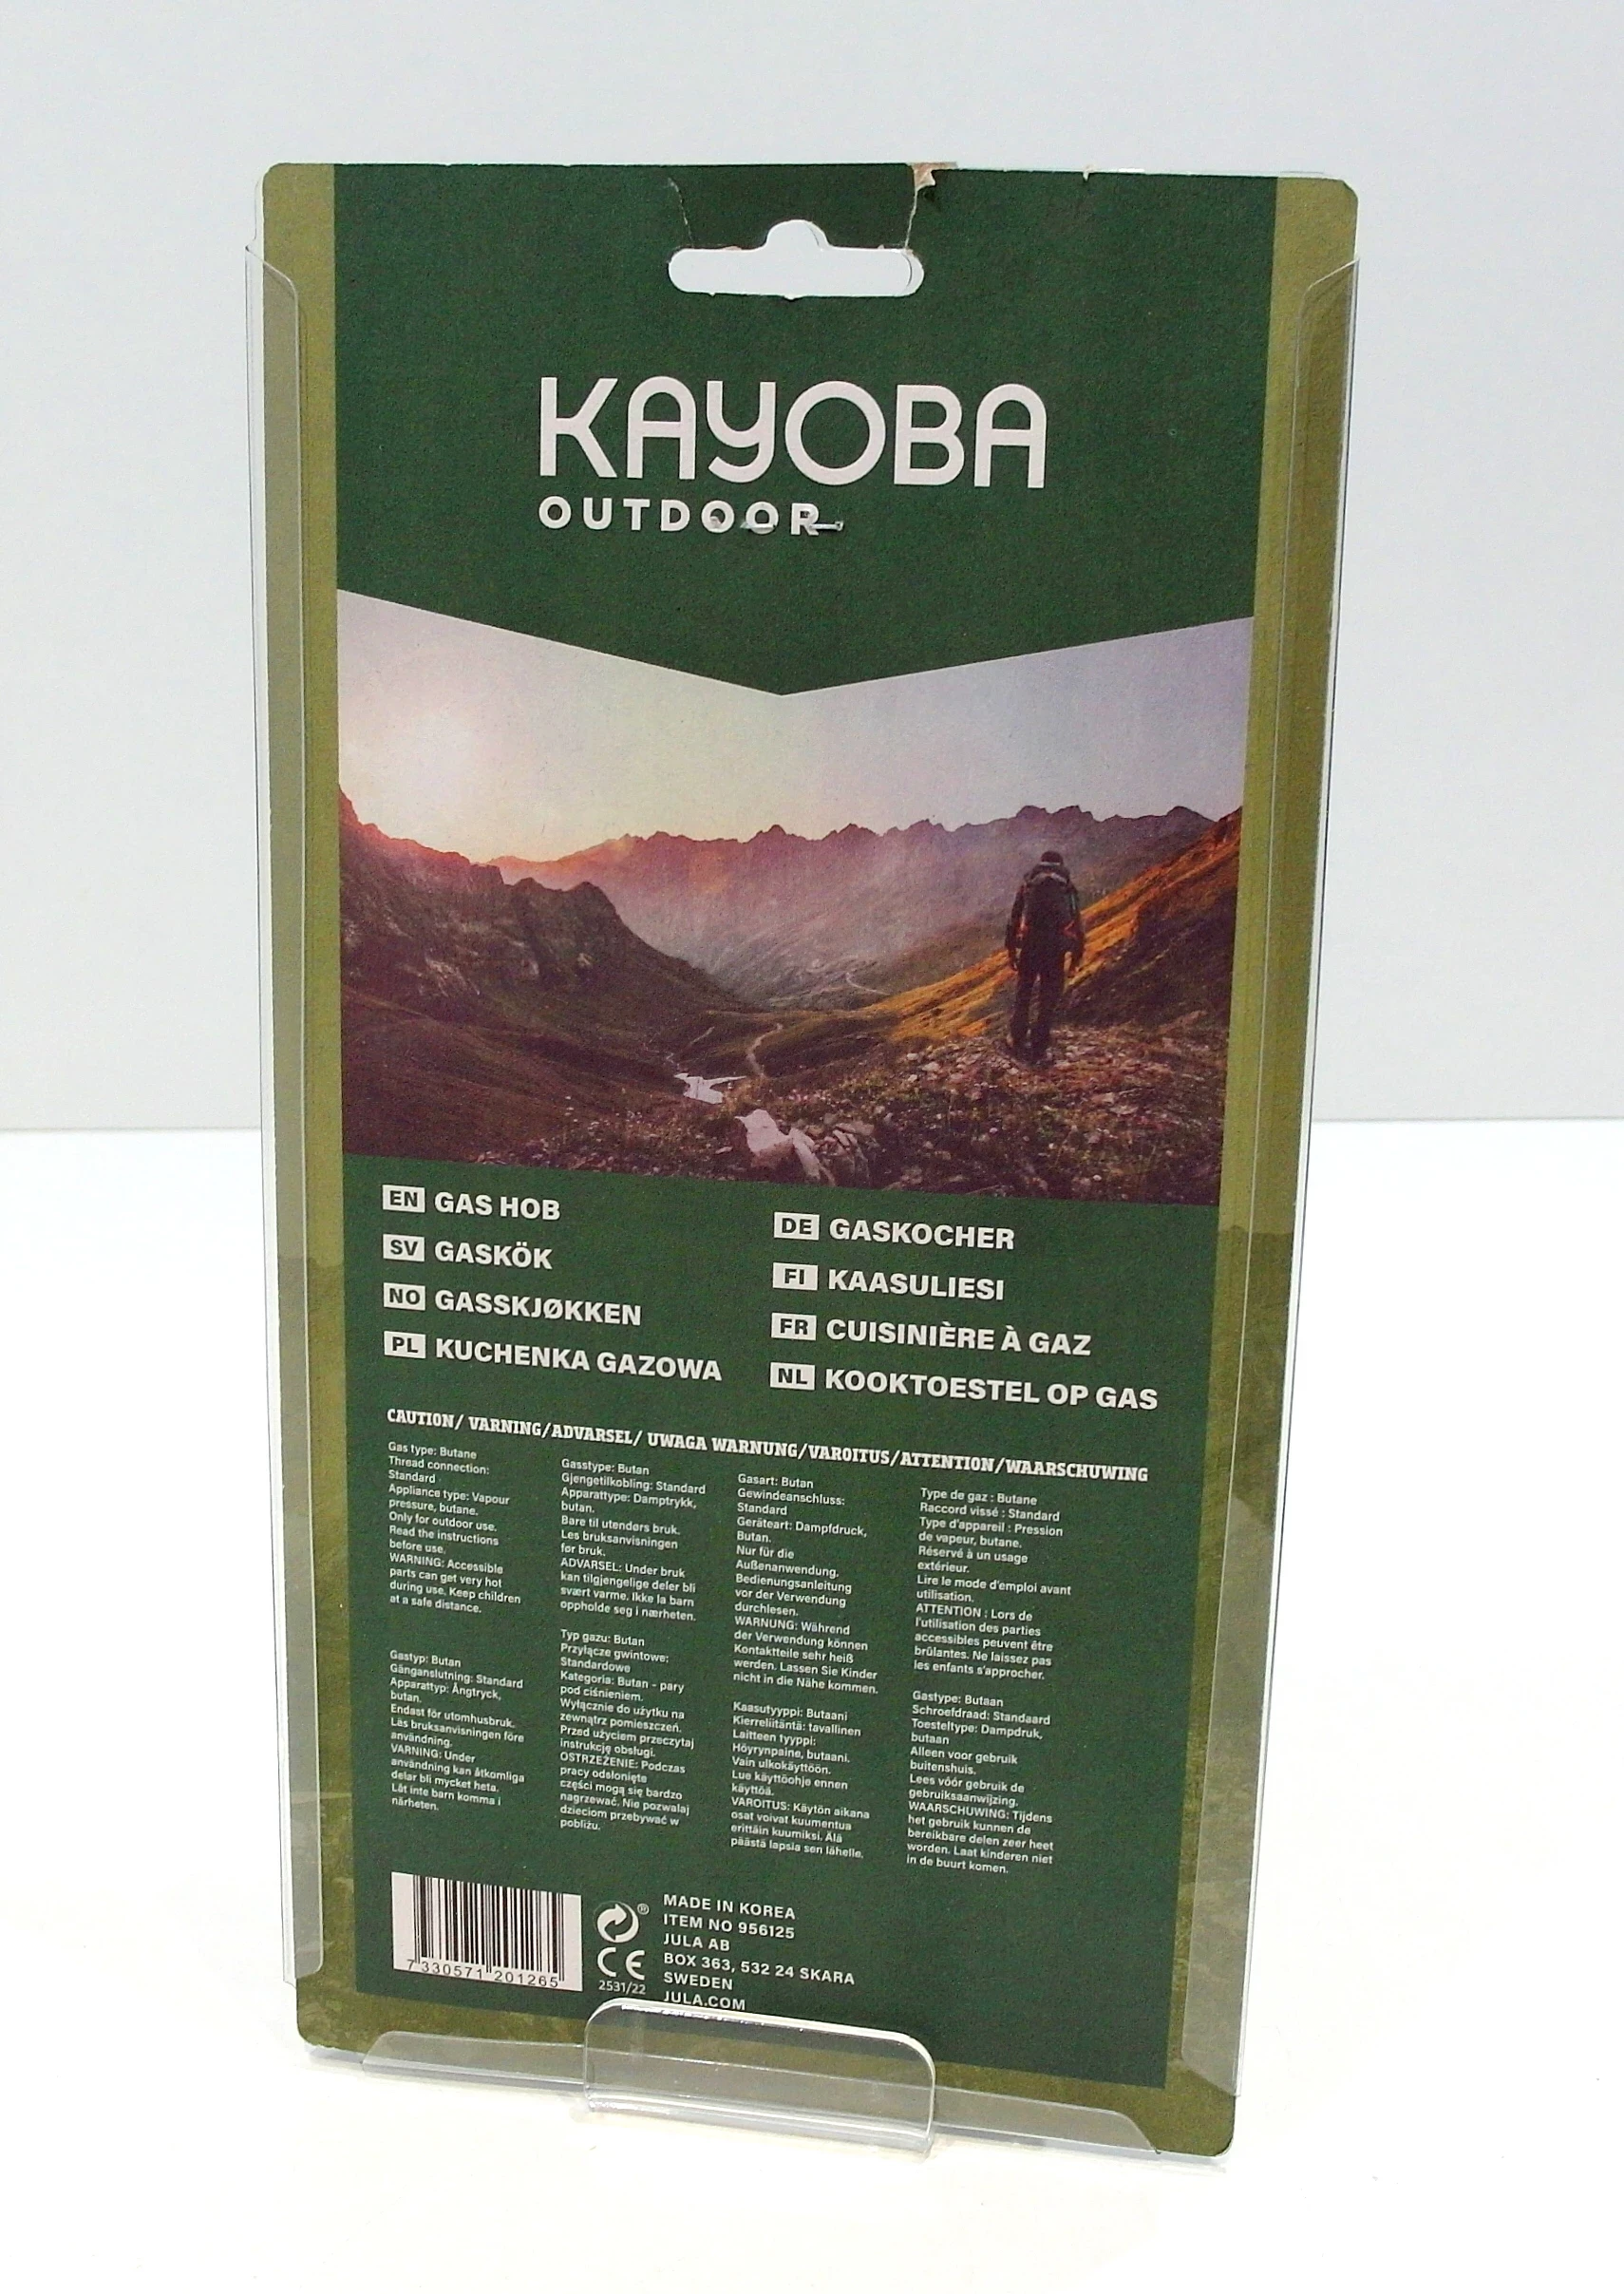 KAYOBA
OUTDOOR
EN GAS HOB
SV GASKÖK
NO GASSKJØKKEN
PL KUCHENKA GAZOWA
DE GASKOCHER
FI KAASULIESI
FR CUISINIÈRE À GAZ
NL KOOKTOESTEL OP GAS
CAUTION/ VARNING/ADVARSEL/ UWAGA WARNUNG/VAROITUS/ATTENTION/WAARSCHUWING
Gas type: Butane
Thread connection:
Standard
Appliance type: Vapour
pressure, butane.
Only for outdoor use.
Read the instructions
before use.
WARNING: Accessible
parts can get very hot
during use. Keep children
at a safe distance.
Gastyp: Butan
Gänganslutning: Standard
Apparattyp: Ångtryck,
butan.
Endast för utomhusbruk.
Läs bruksanvisningen före
användning.
VARNING: Under
användning kan åtkomliga
delar bli mycket heta.
Låt inte barn komma i
närheten.
Gasstype: Butan
Gjengetilkobling: Standard
Apparattype: Damptrykk,
butan.
Bare til utendørs bruk.
Les bruksanvisningen
før bruk.
ADVARSEL: Under bruk
kan tilgjengelige deler bli
svært varme. Ikke la barn
oppholde seg i nærheten.
Typ gazu: Butan
Przyłącze gwintowe:
Standardowe
Kategoria: Butan - pary
pod ciśnieniem.
Wyłącznie do użytku na
zewnątrz pomieszczeń.
Przed użyciem przeczytaj
instrukcję obsługi.
OSTRZEŻENIE: Podczas
pracy odsłonięte
części mogą się bardzo
nagrzewać. Nie pozwalaj
dzieciom przebywać w
pobliżu.
Gasart: Butan
Gewindeanschluss:
Standard
Geräteart: Dampfdruck,
Butan.
Nur für die
Außenanwendung.
Bedienungsanleitung
vor der Verwendung
durchlesen.
WARNUNG: Während
der Verwendung können
Kontaktteile sehr heiß
werden. Lassen Sie Kinder
nicht in die Nähe kommen.
Kaasutyyppi: Butaani
Kierreliitäntä: tavallinen
Laitteen tyyppi:
Höyrynpaine, butaani.
Vain ulkokäyttöön.
Lue käyttöohje ennen
käyttöä.
VAROITUS: Käytön aikana
osat voivat kuumentua
erittäin kuumiksi. Älä
päästä lapsia sen lähelle.
Type de gaz : Butane
Raccord vissé : Standard
Type d'appareil : Pression
de vapeur, butane.
Réservé à un usage
extérieur.
Lire le mode d'emploi avant
utilisation.
ATTENTION : Lors de
l'utilisation des parties
accessibles peuvent être
brûlantes. Ne laissez pas
les enfants s'approcher.
Gastype: Butaan
Schroefdraad: Standaard
Toesteltype: Dampdruk,
butaan
Alleen voor gebruik
buitenshuis.
Lees vóór gebruik de
gebruiksaanwijzing.
WAARSCHUWING: Tijdens
het gebruik kunnen de
bereikbare delen zeer heet
worden. Laat kinderen niet
in de buurt komen.
7 330571 201265
®
CE
2531/22
MADE IN KOREA
ITEM NO 956125
JULA AB
BOX 363, 532 24 SKARA
SWEDEN
JULA.COM